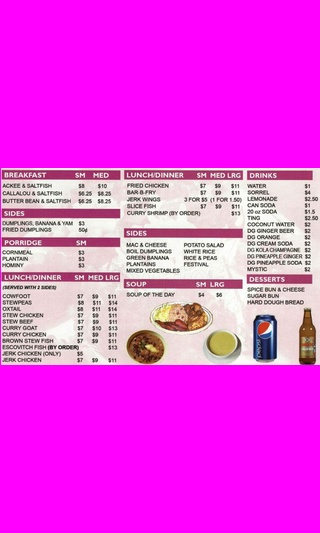 BREAKFAST SM MED
ACKEE & SALTFISH $8 $10
CALLALOU & SALTFISH $6.25 $8.25
BUTTER BEAN & SALTFISH $6.25 $8.25
SIDES
DUMPLINGS, BANANA & YAM $3
FRIED DUMPLINGS 50¢
PORRIDGE SM
CORNMEAL $3
PLANTAIN $3
HOMINY $3
LUNCH/DINNER SM MED LRG
(SERVED WITH 2 SIDES)
COWFOOT $7 $9 $11
STEWPEAS $8 $9 $11
OXTAIL $8 $11 $14
STEW CHICKEN $7 $9 $11
STEW BEEF $7 $9 $11
CURRY GOAT $7 $10 $13
CURRY CHICKEN $7 $9 $11
BROWN STEW FISH $7 $9 $11
ESCOVITCH FISH (BY ORDER) $13
JERK CHICKEN (ONLY) $5
JERK CHICKEN $7 $9 $11
LUNCH/DINNER SM MED LRG
FRIED CHICKEN $7 $9 $11
BAR-B-FRY $7 $9 $11
JERK WINGS 3 FOR $5 (1 FOR 1.50)
SLICE FISH $7 $9 $11
CURRY SHRIMP (BY ORDER) $13
SIDES
MAC & CHEESE POTATO SALAD
BOIL DUMPLINGS WHITE RICE
GREEN BANANA RICE & PEAS
PLANTAINS FESTIVAL
MIXED VEGETABLES
SOUP SM LRG
SOUP OF THE DAY $4 $6
DRINKS
WATER $1
SORREL $4
LEMONADE $2.50
CAN SODA $1
20 oz SODA $1.5
TING $2.50
COCONUT WATER $2
DG GINGER BEER $2
DG ORANGE $2
DG CREAM SODA $2
DG KOLA CHAMPAGNE $2
DG PINEAPPLE GINGER $2
DG PINEAPPLE SODA $2
MYSTIC $2
DESSERTS
SPICE BUN & CHEESE
SUGAR BUN
HARD DOUGH BREAD
pepsi